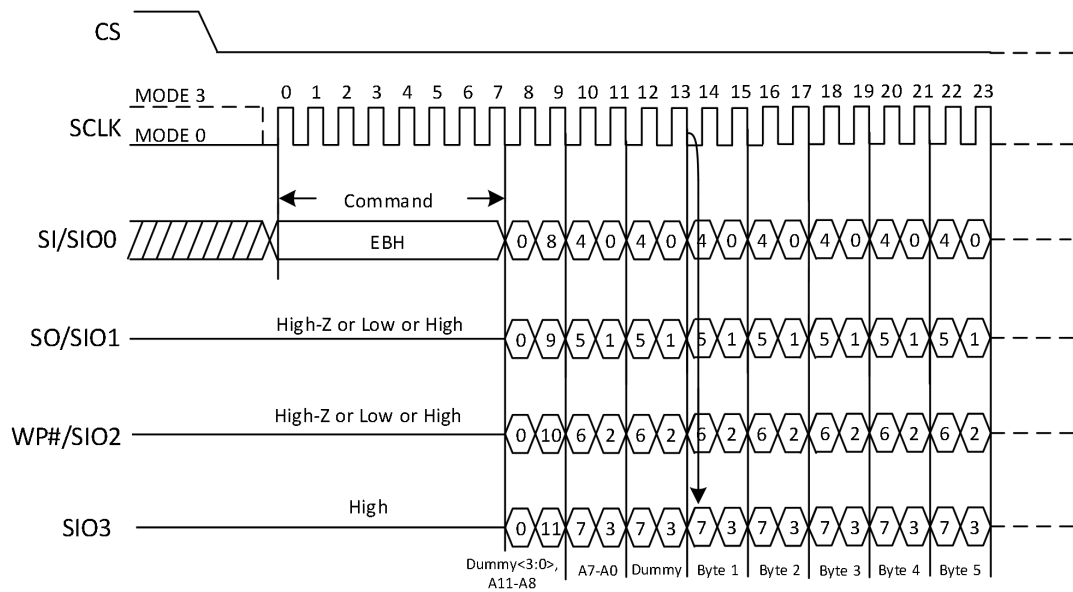 CS
0 1 2 3 4 5 6 7 8 9 10 11 12 13 14 15 16 17 18 19 20 21 22 23
MODE 3
SCLK
MODE 0
Command
SI/SIO0 EBH 0 8 4 0 4 0 4 0 4 0 4 0 4 0 4 0
High-Z or Low or High
SO/SIO1 0 9 5 1 5 1 5 1 5 1 5 1 5 1 5 1
High-Z or Low or High
WP#/SIO2 0 10 6 2 6 2 6 2 6 2 6 2 6 2 6 2
High
SIO3 0 11 7 3 7 3 7 3 7 3 7 3 7 3 7 3
Dummy<3:0>, A7-A0 Dummy Byte 1 Byte 2 Byte 3 Byte 4 Byte 5
A11-A8